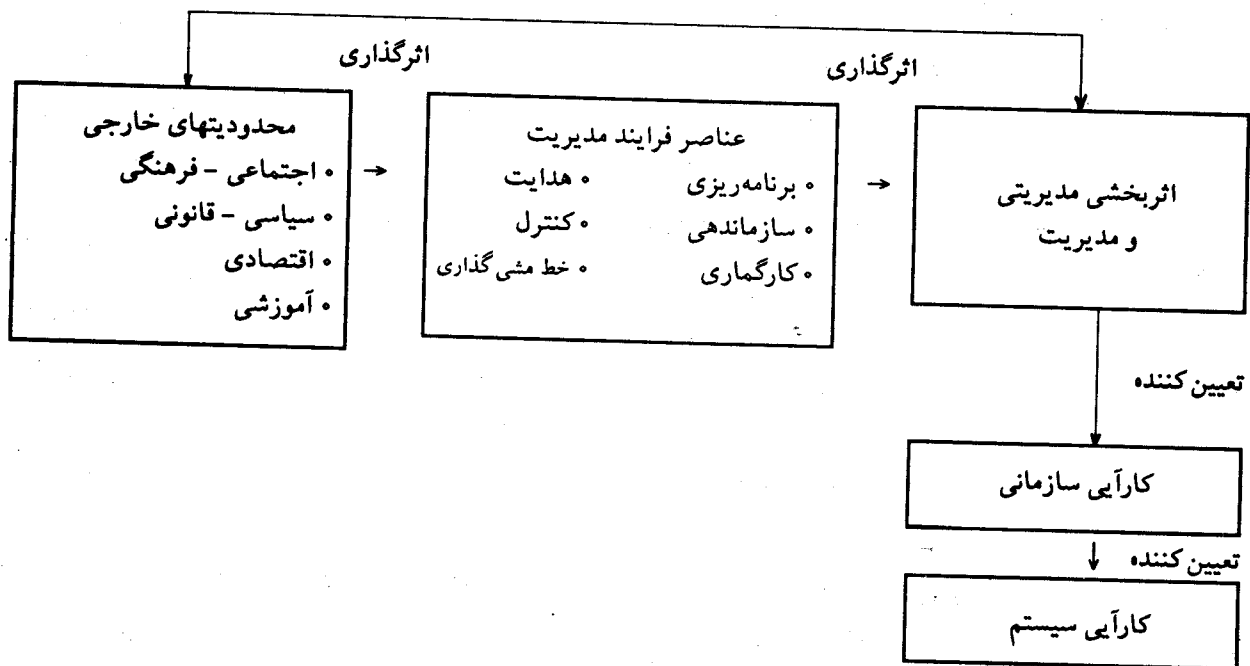 اثرگذاری
اثرگذاری
محدودیتهای خارجی
• اجتماعی – فرهنگی
• سیاسی – قانونی
• اقتصادی
• آموزشی
→
عناصر فرایند مدیریت
• برنامه‌ریزی • هدایت
• سازماندهی • کنترل
• کارگماری • خط مشی گذاری
→
اثربخشی مدیریتی
و مدیریت
تعیین کننده
کارآیی سازمانی
تعیین کننده
↓
کارآیی سیستم